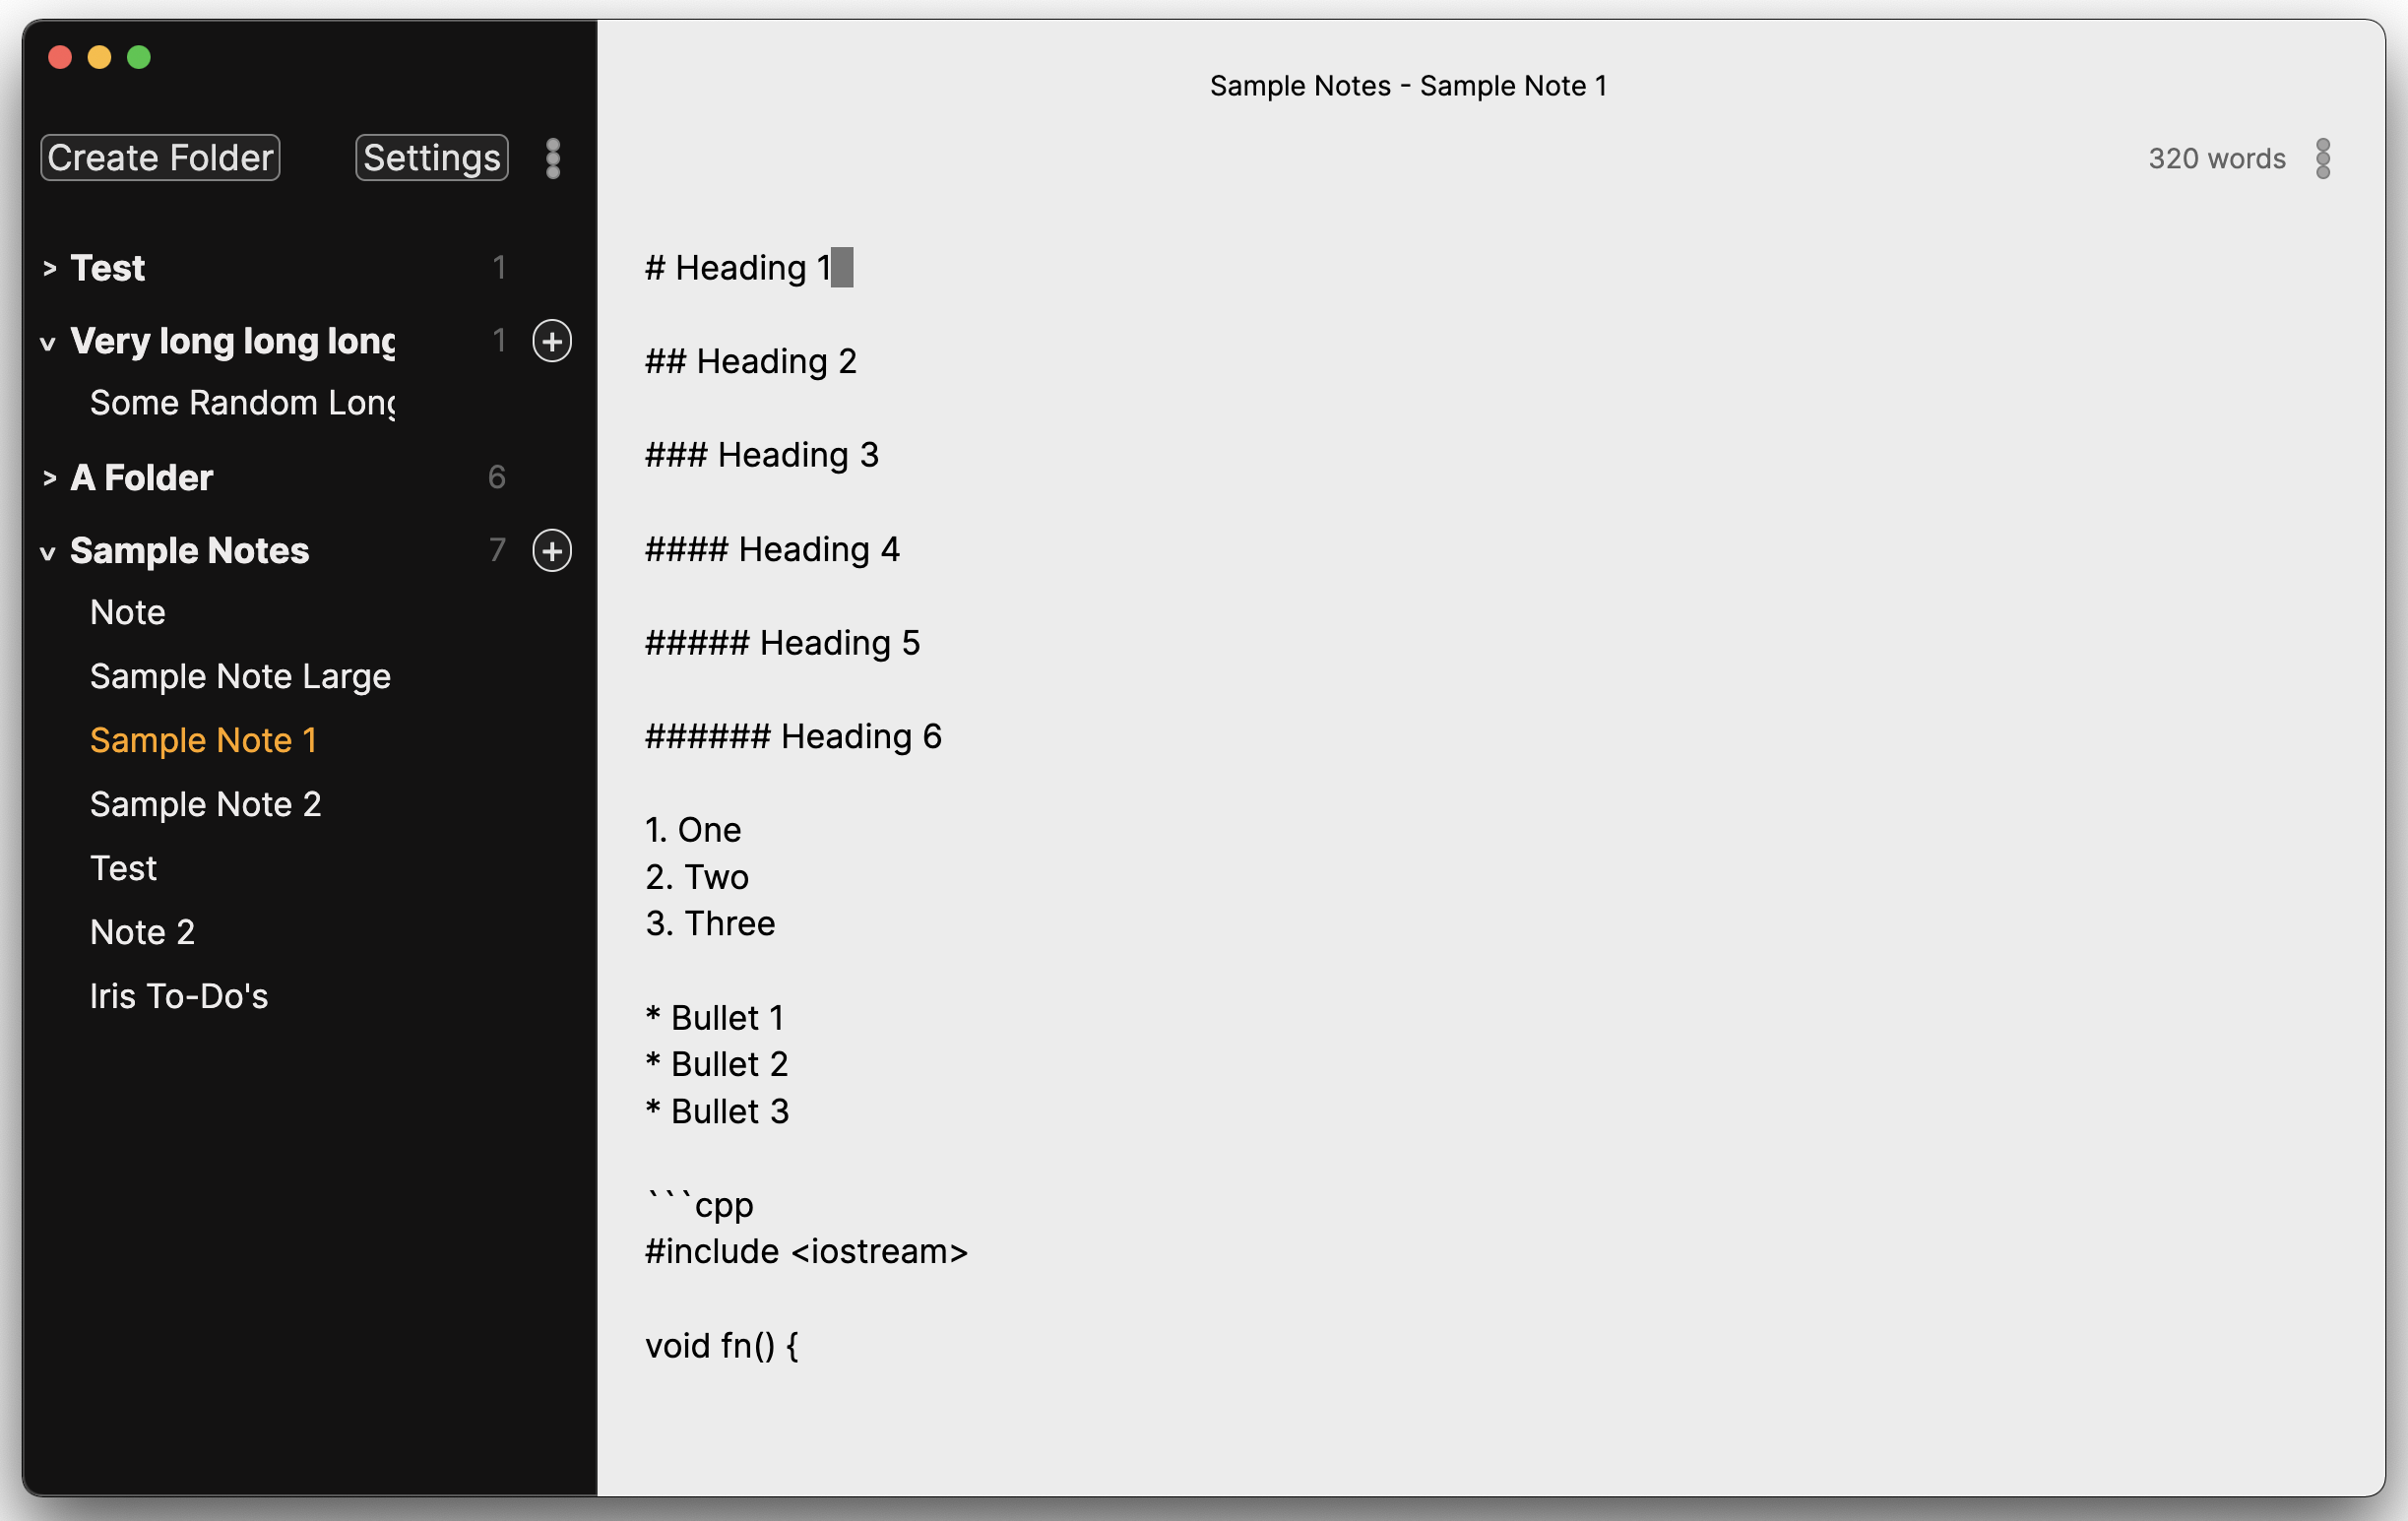 Sample Notes - Sample Note 1
Create Folder
Settings
320 words
> Test 1
v Very long long long 1 +
Some Random Long
> A Folder 6
v Sample Notes 7 +
Note
Sample Note Large
Sample Note 1
Sample Note 2
Test
Note 2
Iris To-Do's
# Heading 1
## Heading 2
### Heading 3
#### Heading 4
##### Heading 5
###### Heading 6
1. One
2. Two
3. Three
* Bullet 1
* Bullet 2
* Bullet 3
```cpp
#include <iostream>
void fn() {